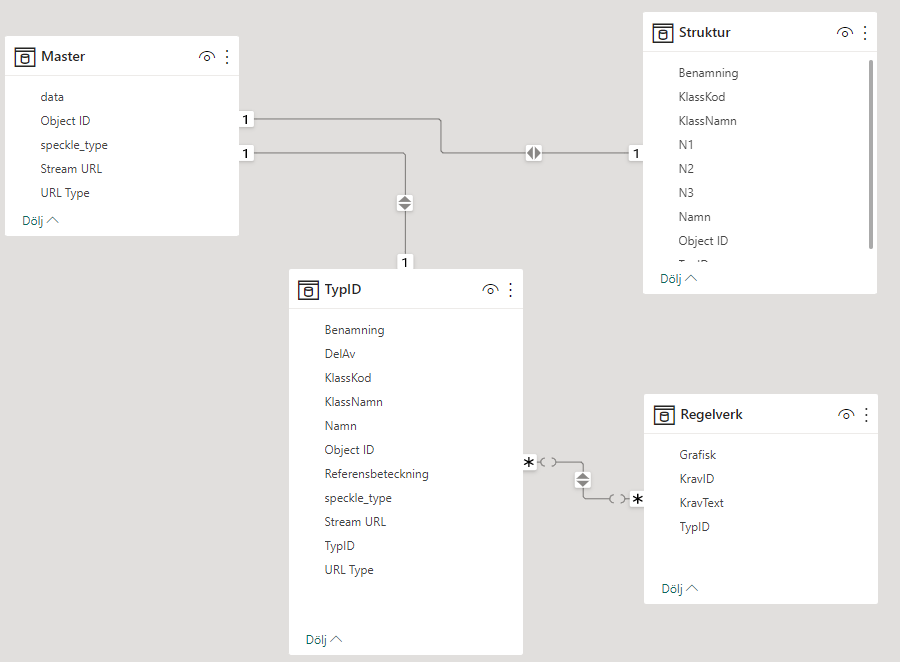 Master
data
Object ID
speckle_type
Stream URL
URL Type
Dölj
1
1
1
1
Struktur
Benamning
KlassKod
KlassNamn
N1
N2
N3
Namn
Object ID
Dölj
TypID
Benamning
DelAv
KlassKod
KlassNamn
Namn
Object ID
Referensbeteckning
speckle_type
Stream URL
TypID
URL Type
Dölj
*
*
Regelverk
Grafisk
KravID
KravText
TypID
Dölj